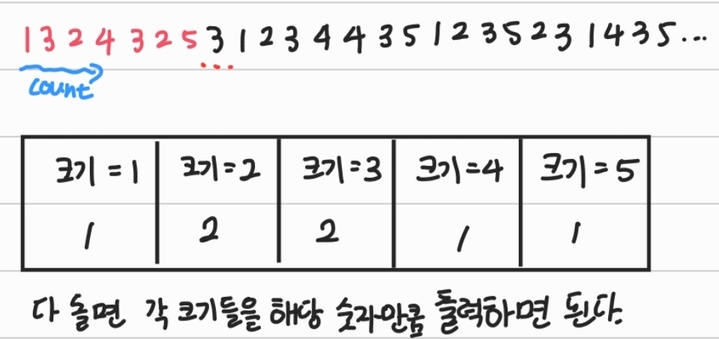 1 3 2 4 3 2 5 3 1 2 3 4 4 3 5 1 2 3 5 2 3 1 4 3 5 ...
...
count
크기 = 1 크기 = 2 크기 = 3 크기 = 4 크기 = 5
1 2 2 1 1
다 돌면 각 크기들을 해당 숫자만큼 출력하면 된다.